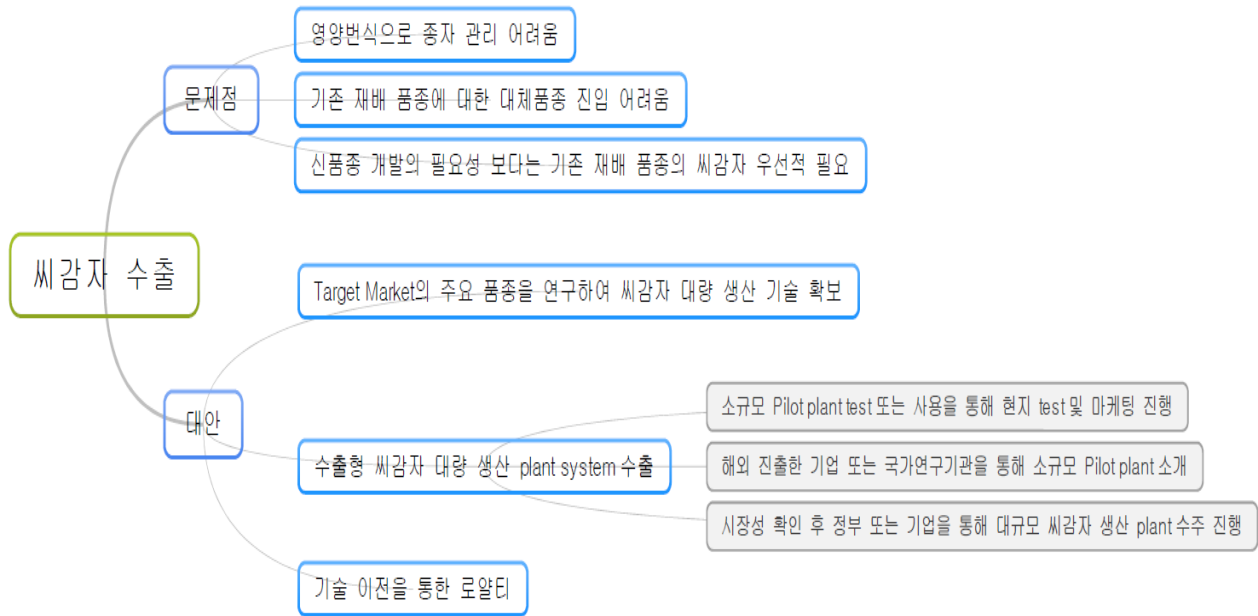 씨감자 수출
문제점
영양번식으로 종자 관리 어려움
기존 재배 품종에 대한 대체품종 진입 어려움
신품종 개발의 필요성 보다는 기존 재배 품종의 씨감자 우선적 필요
대안
Target Market의 주요 품종을 연구하여 씨감자 대량 생산 기술 확보
수출형 씨감자 대량 생산 plant system 수출
소규모 Pilot plant test 또는 사용을 통해 현지 test 및 마케팅 진행
해외 진출한 기업 또는 국가연구기관을 통해 소규모 Pilot plant 소개
시장성 확인 후 정부 또는 기업을 통해 대규모 씨감자 생산 plant 수주 진행
기술 이전을 통한 로얄티